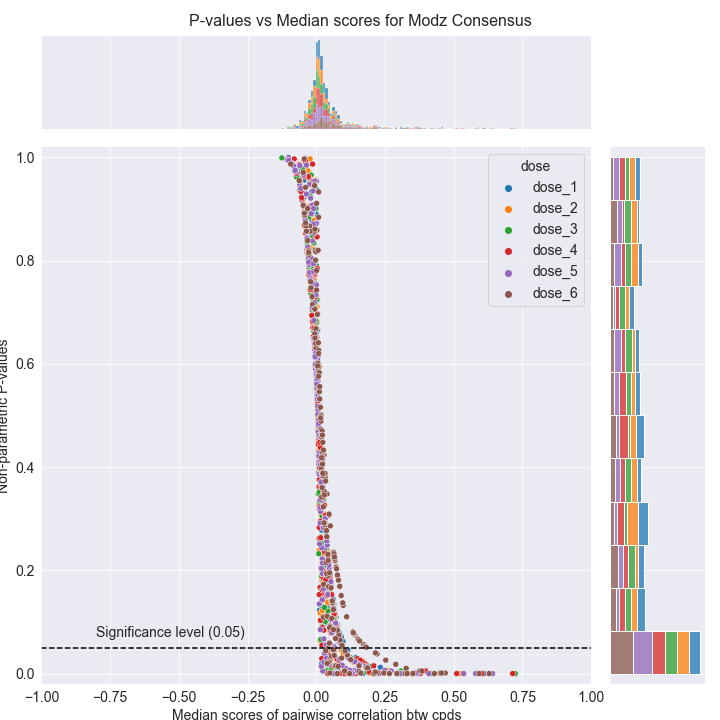 P-values vs Median scores for Modz Consensus
dose
dose_1
dose_2
dose_3
dose_4
dose_5
dose_6
1.0
0.8
0.6
0.4
0.2
0.0
Non-parametric P-values
Significance level (0.05)
−1.00 −0.75 −0.50 −0.25 0.00 0.25 0.50 0.75 1.00
Median scores of pairwise correlation btw cpds